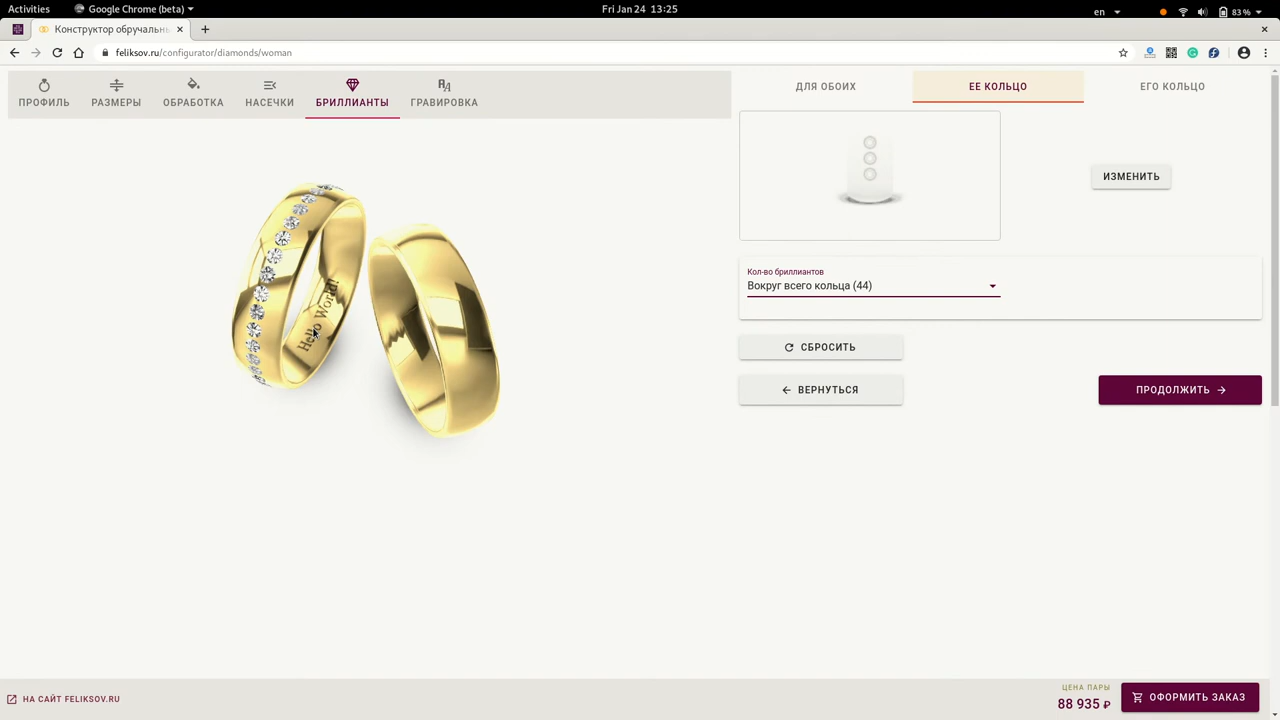 Activities
Google Chrome (beta)
Fri Jan 24 13:25
en
83 %
Конструктор обручальн
feliksov.ru/configurator/diamonds/woman
ПРОФИЛЬ
РАЗМЕРЫ
ОБРАБОТКА
НАСЕЧКИ
БРИЛЛИАНТЫ
ГРАВИРОВКА
ДЛЯ ОБОИХ
ЕЕ КОЛЬЦО
ЕГО КОЛЬЦО
ИЗМЕНИТЬ
Кол-во бриллиантов
Вокруг всего кольца (44)
СБРОСИТЬ
ВЕРНУТЬСЯ
ПРОДОЛЖИТЬ
Hello World!
НА САЙТ FELIKSOV.RU
ЦЕНА ПАРЫ
88 935 ₽
ОФОРМИТЬ ЗАКАЗ